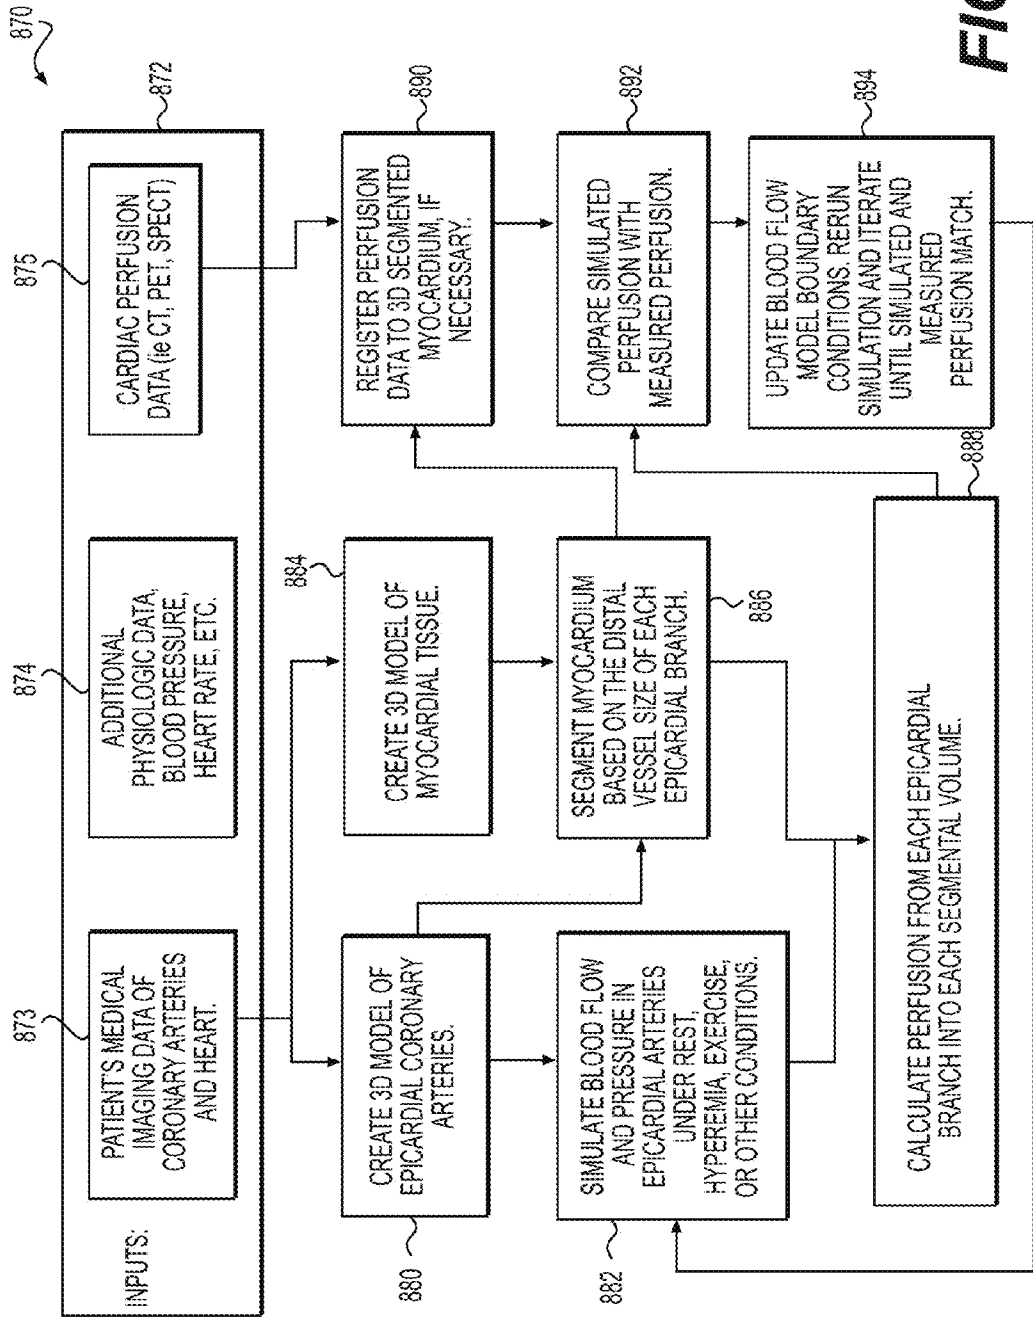 870
872
INPUTS:
873
PATIENT'S MEDICAL
IMAGING DATA OF
CORONARY ARTERIES
AND HEART.
874
ADDITIONAL
PHYSIOLOGIC DATA,
BLOOD PRESSURE,
HEART RATE, ETC.
875
CARDIAC PERFUSION
DATA (ie CT, PET, SPECT)
880
CREATE 3D MODEL OF
EPICARDIAL CORONARY
ARTERIES.
884
CREATE 3D MODEL OF
MYOCARDIAL TISSUE.
890
REGISTER PERFUSION
DATA TO 3D SEGMENTED
MYOCARDIUM, IF
NECESSARY.
882
SIMULATE BLOOD FLOW
AND PRESSURE IN
EPICARDIAL ARTERIES
UNDER REST,
HYPEREMIA, EXERCISE,
OR OTHER CONDITIONS.
886
SEGMENT MYOCARDIUM
BASED ON THE DISTAL
VESSEL SIZE OF EACH
EPICARDIAL BRANCH.
892
COMPARE SIMULATED
PERFUSION WITH
MEASURED PERFUSION.
888
CALCULATE PERFUSION FROM EACH EPICARDIAL
BRANCH INTO EACH SEGMENTAL VOLUME.
894
UPDATE BLOOD FLOW
MODEL BOUNDARY
CONDITIONS. RERUN
SIMULATION AND ITERATE
UNTIL SIMULATED AND
MEASURED
PERFUSION MATCH.